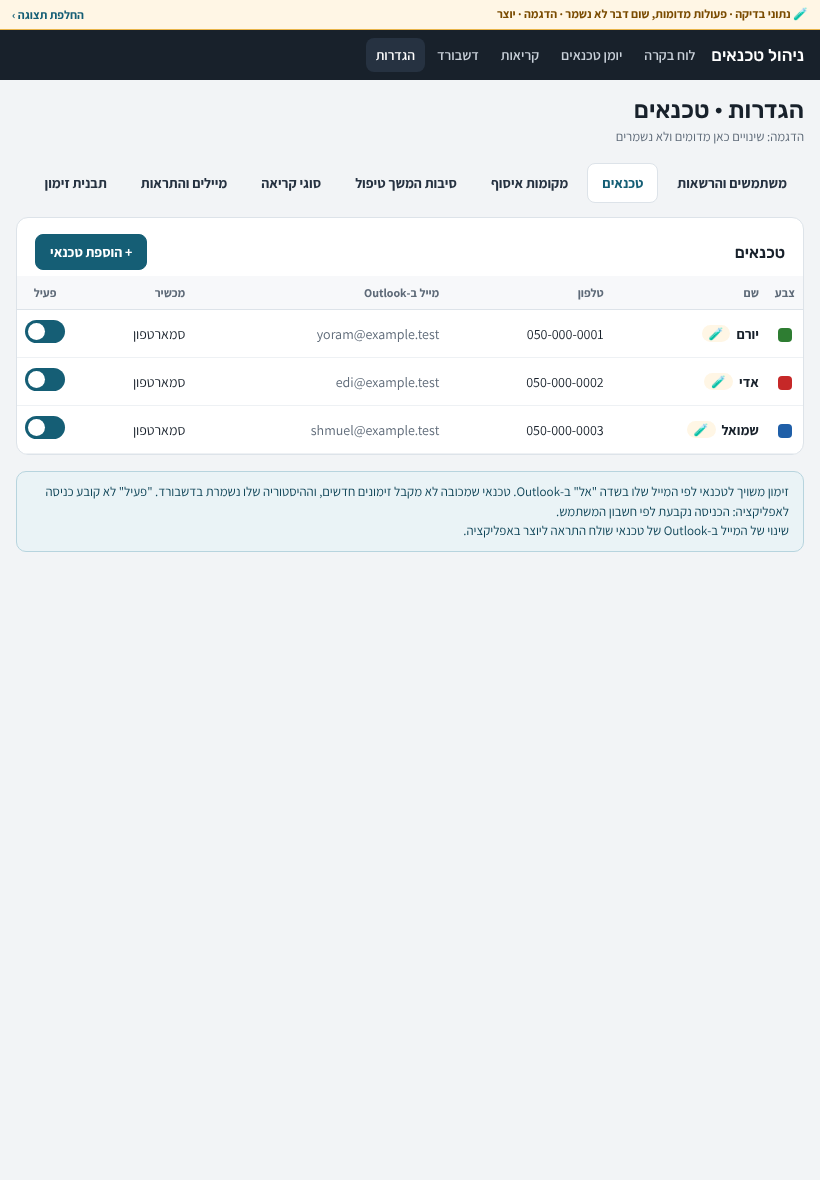 🧪 נתוני בדיקה · פעולות מדומות, שום דבר לא נשמר · הדגמה · יוצר
החלפת תצוגה ›
ניהול טכנאים
לוח בקרה
יומן טכנאים
קריאות
דשבורד
הגדרות
הגדרות • טכנאים
הדגמה: שינויים כאן מדומים ולא נשמרים
משתמשים והרשאות
טכנאים
מקומות איסוף
סיבות המשך טיפול
סוגי קריאה
מיילים והתראות
תבנית זימון
טכנאים
+ הוספת טכנאי
צבע שם טלפון מייל ב-Outlook מכשיר פעיל
יורם 🧪 050-000-0001 yoram@example.test סמארטפון
אדי 🧪 050-000-0002 edi@example.test סמארטפון
שמואל 🧪 050-000-0003 shmuel@example.test סמארטפון
זימון משויך לטכנאי לפי המייל שלו בשדה "אל" ב-Outlook. טכנאי שמכובה לא מקבל זימונים חדשים, וההיסטוריה שלו נשמרת בדשבורד. "פעיל" לא קובע כניסה
לאפליקציה: הכניסה נקבעת לפי חשבון המשתמש.
שינוי של המייל ב-Outlook של טכנאי שולח התראה ליוצר באפליקציה.